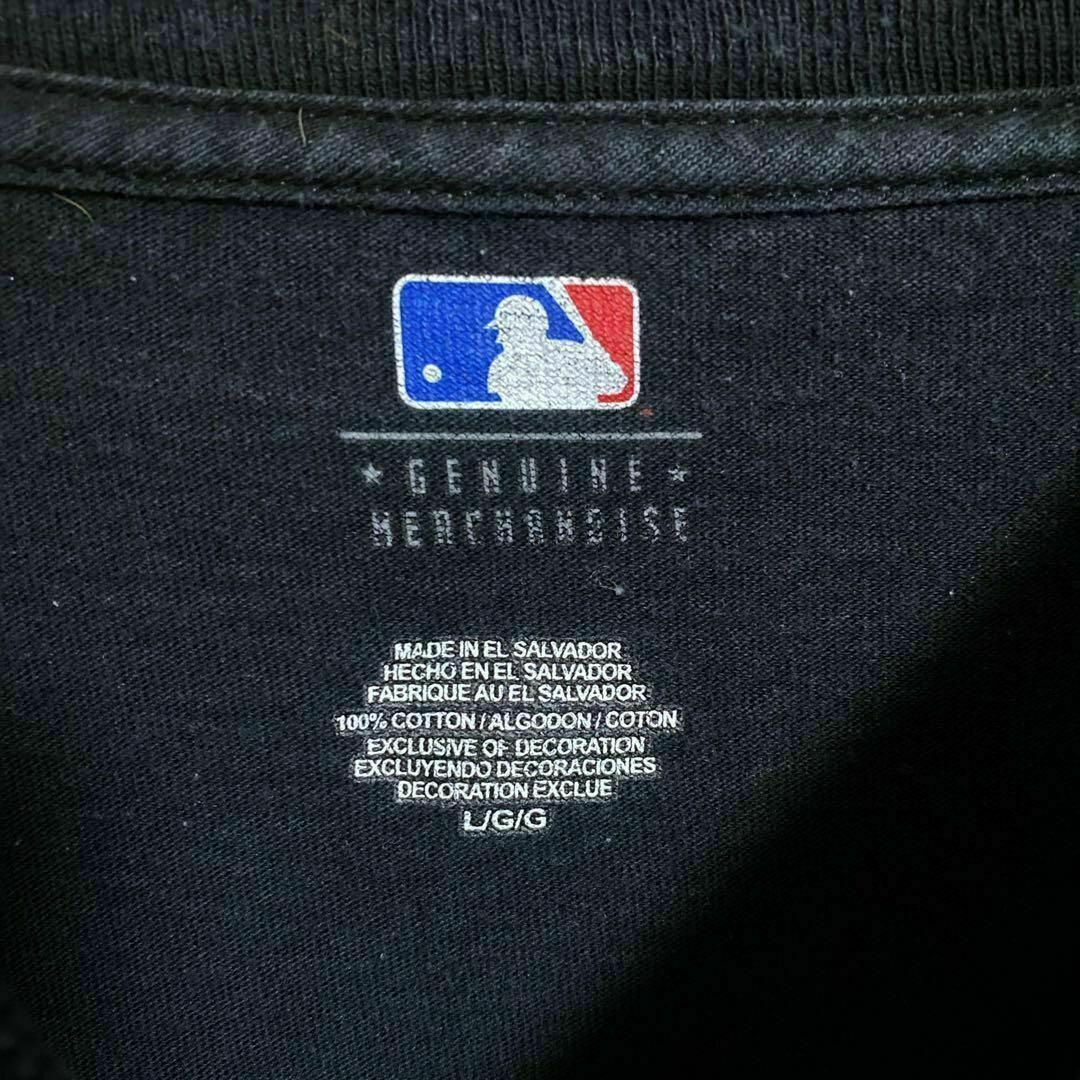 ★ GENUINE ★
MERCHANDISE
MADE IN EL SALVADOR
HECHO EN EL SALVADOR
FABRIQUE AU EL SALVADOR
100% COTTON / ALGODON / COTON
EXCLUSIVE OF DECORATION
EXCLUYENDO DECORACIONES
DECORATION EXCLUE
L/G/G